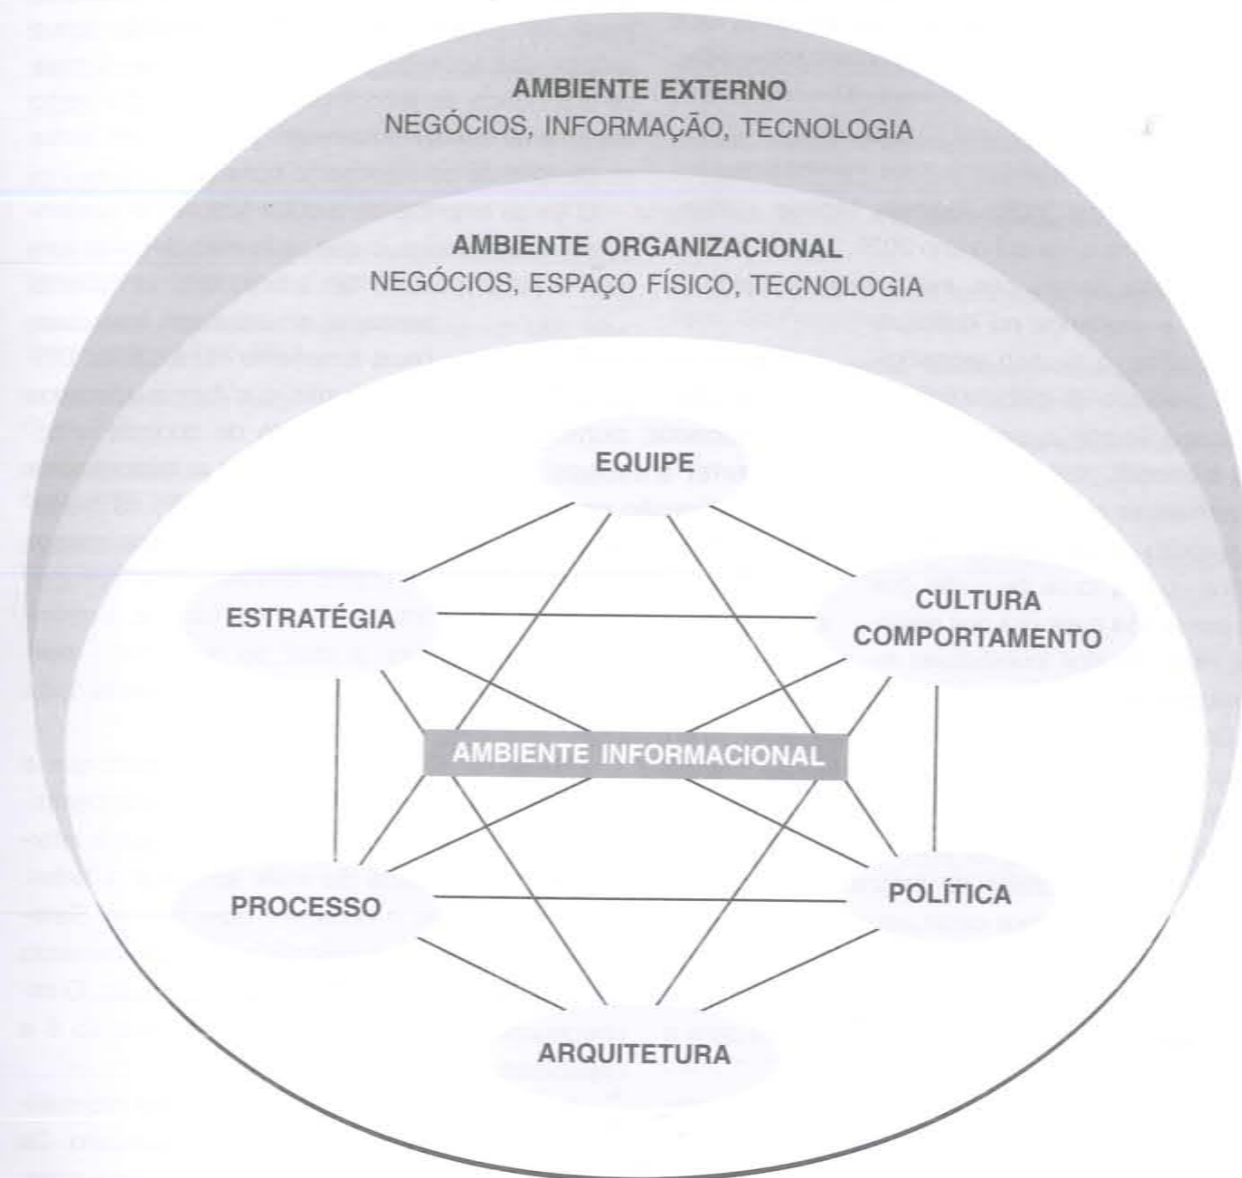 AMBIENTE EXTERNO
NEGÓCIOS, INFORMAÇÃO, TECNOLOGIA
AMBIENTE ORGANIZACIONAL
NEGÓCIOS, ESPAÇO FÍSICO, TECNOLOGIA
EQUIPE
ESTRATÉGIA
CULTURA
COMPORTAMENTO
AMBIENTE INFORMACIONAL
PROCESSO
POLÍTICA
ARQUITETURA